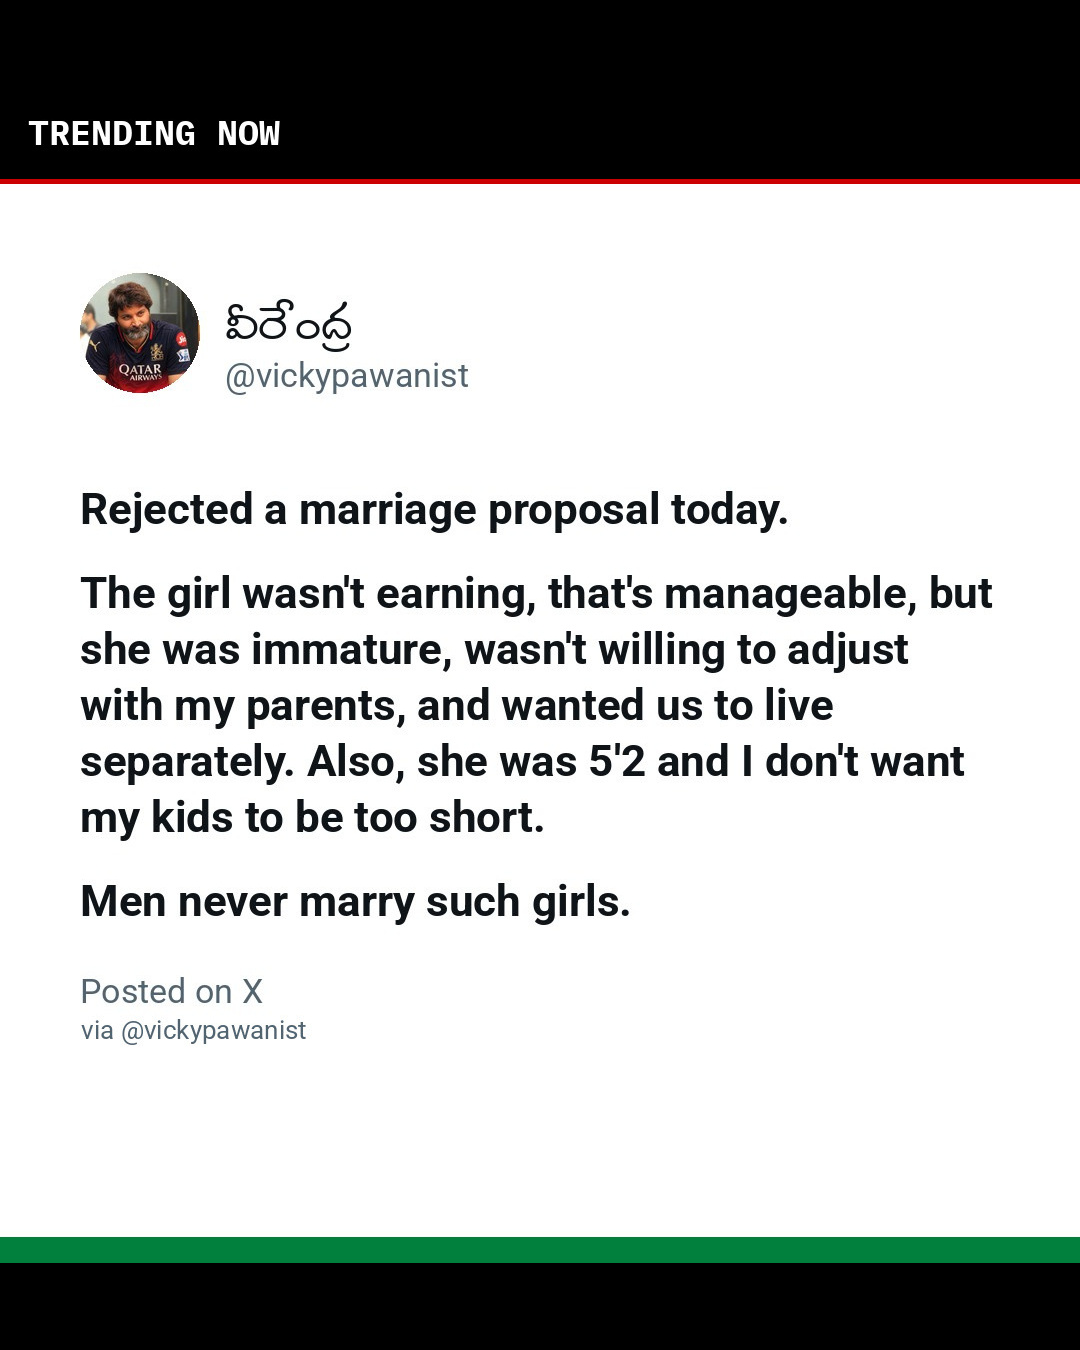 TRENDING NOW
వీరేంద్ర
@vickypawanist
QATAR
AIRWAYS
Rejected a marriage proposal today.
The girl wasn't earning, that's manageable, but
she was immature, wasn't willing to adjust
with my parents, and wanted us to live
separately. Also, she was 5'2 and I don't want
my kids to be too short.
Men never marry such girls.
Posted on X
via @vickypawanist